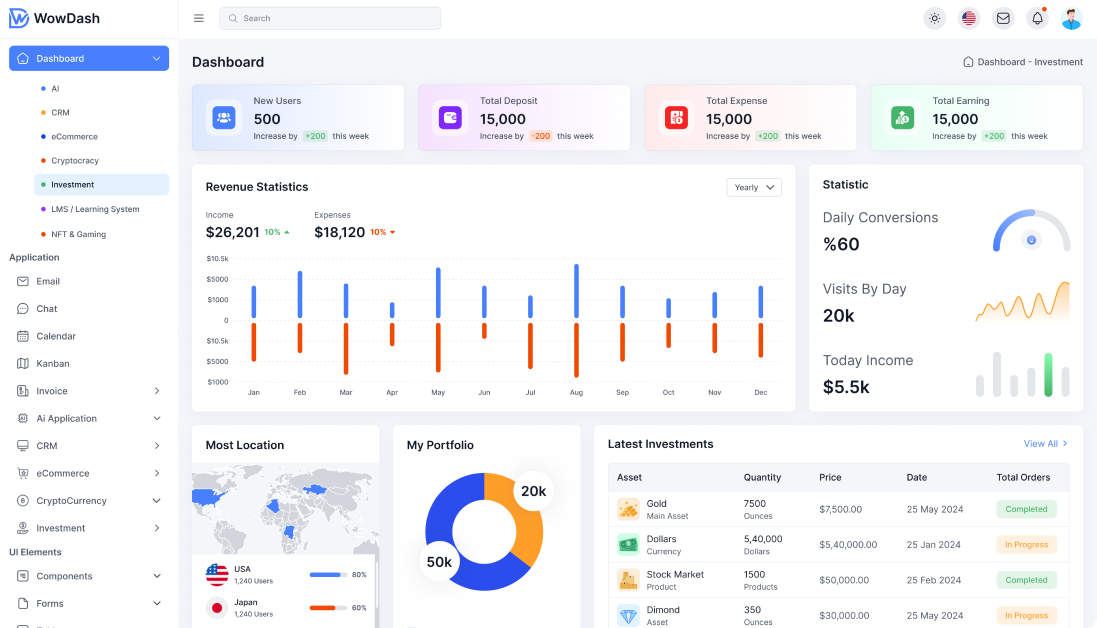 WowDash
Search
Dashboard
AI
CRM
eCommerce
Cryptocracy
Investment
LMS / Learning System
NFT & Gaming
Application
Email
Chat
Calendar
Kanban
Invoice
Ai Application
CRM
eCommerce
CryptoCurrency
Investment
UI Elements
Components
Forms
Dashboard
Dashboard - Investment
New Users
500
Increase by +200 this week
Total Deposit
15,000
Increase by -200 this week
Total Expense
15,000
Increase by +200 this week
Total Earning
15,000
Increase by +200 this week
Revenue Statistics
Yearly
Income
$26,201 10%
Expenses
$18,120 10%
$10.5k
$5000
$1000
0
$10.5k
$5000
$1000
Jan Feb Mar Apr May Jun Jul Aug Sep Oct Nov Dec
Statistic
Daily Conversions
%60
Visits By Day
20k
Today Income
$5.5k
Most Location
USA
1,240 Users
80%
Japan
1,240 Users
60%
My Portfolio
20k
50k
Latest Investments
View All
Asset Quantity Price Date Total Orders
Gold
Main Asset
7500
Ounces
$7,500.00
25 May 2024
Completed
Dollars
Currency
5,40,000
Dollars
$5,40,000.00
25 Jan 2024
In Progress
Stock Market
Product
1500
Products
$50,000.00
25 Feb 2024
Completed
Dimond
Asset
350
Ounces
$30,000.00
25 May 2024
In Progress